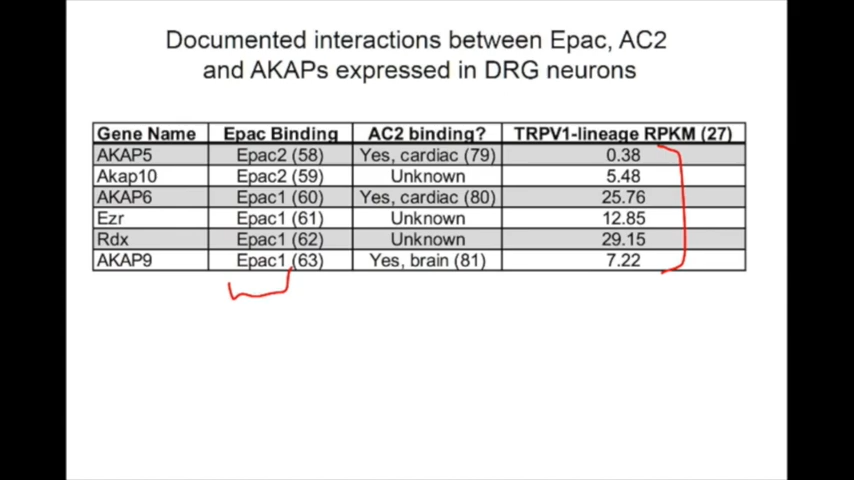 Documented interactions between Epac, AC2
and AKAPs expressed in DRG neurons
Gene Name Epac Binding AC2 binding? TRPV1-lineage RPKM (27)
AKAP5 Epac2 (58) Yes, cardiac (79) 0.38
Akap10 Epac2 (59) Unknown 5.48
AKAP6 Epac1 (60) Yes, cardiac (80) 25.76
Ezr Epac1 (61) Unknown 12.85
Rdx Epac1 (62) Unknown 29.15
AKAP9 Epac1 (63) Yes, brain (81) 7.22